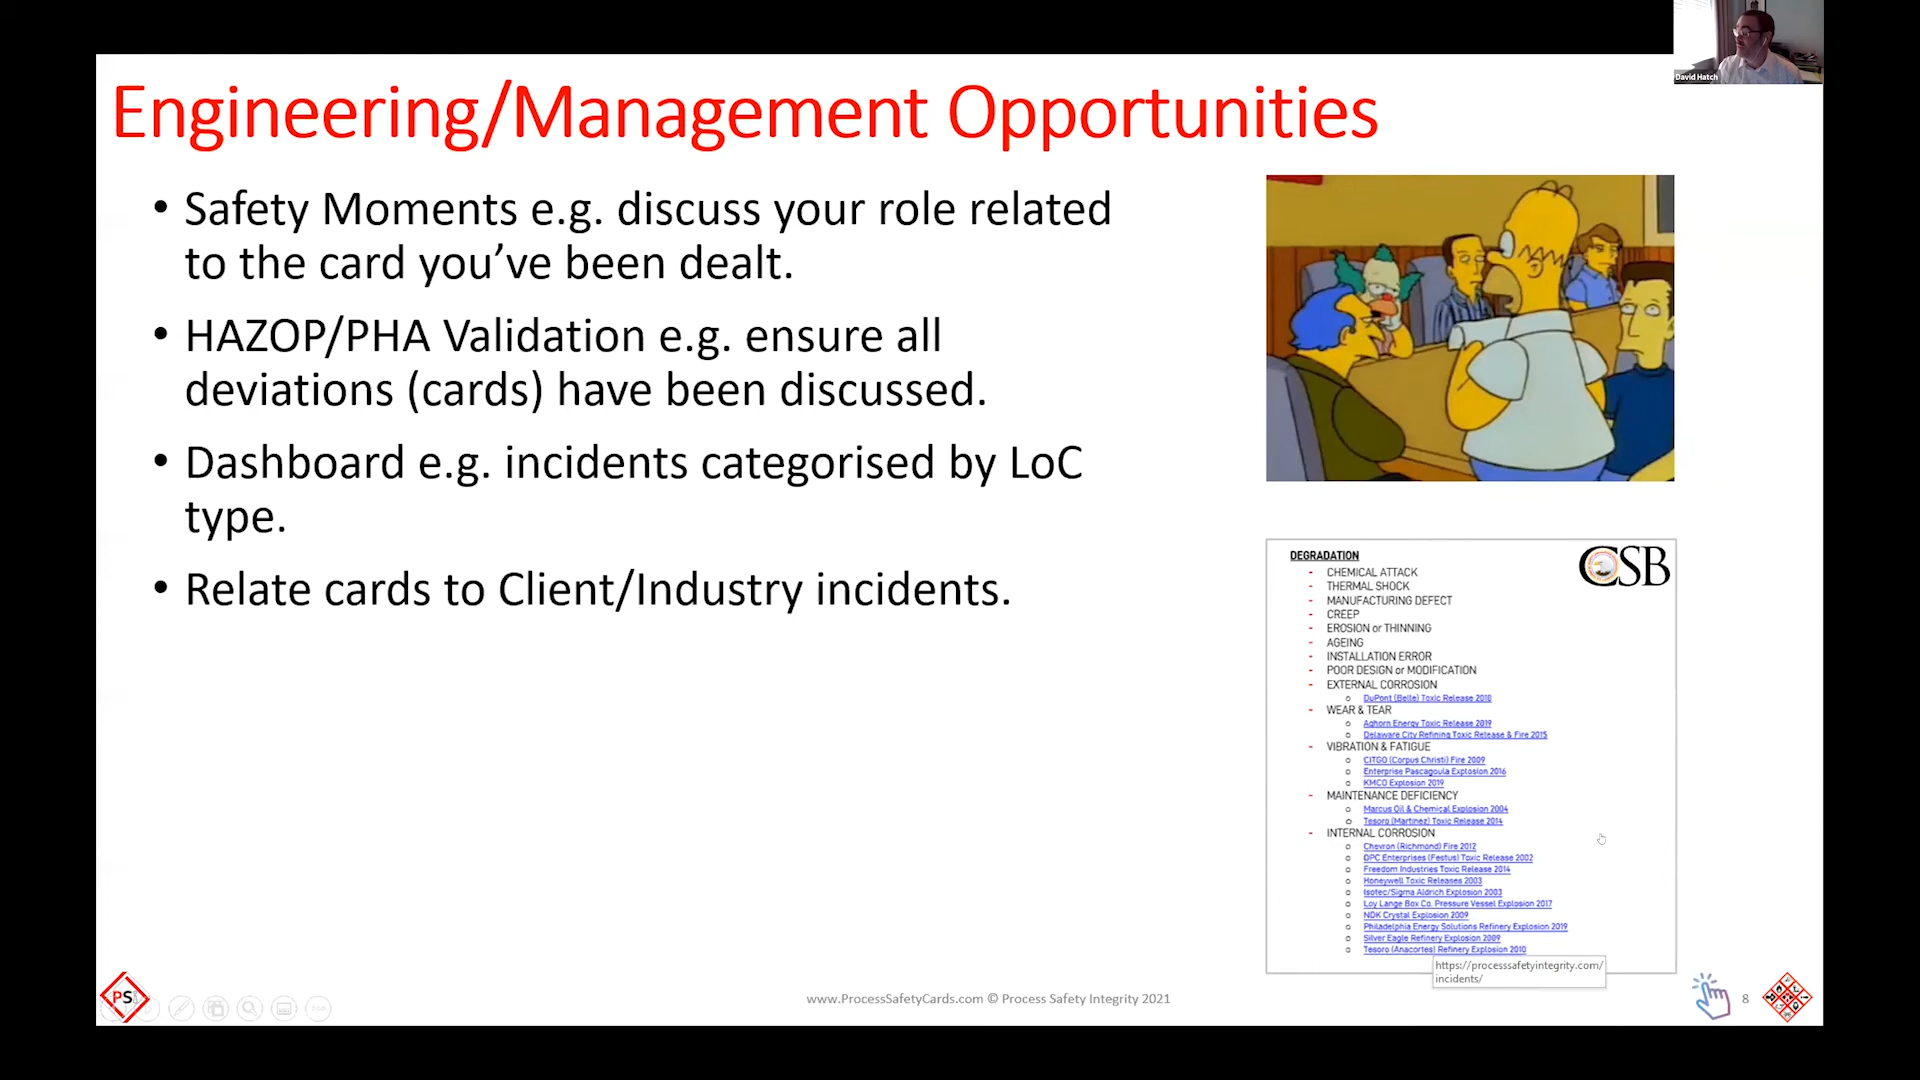 David Hatch
Engineering/Management Opportunities
• Safety Moments e.g. discuss your role related
to the card you’ve been dealt.
• HAZOP/PHA Validation e.g. ensure all
deviations (cards) have been discussed.
• Dashboard e.g. incidents categorised by LoC
type.
• Relate cards to Client/Industry incidents.
CSB
DEGRADATION
- CHEMICAL ATTACK
- THERMAL SHOCK
- MANUFACTURING DEFECT
- CREEP
- EROSION or THINNING
- AGEING
- INSTALLATION ERROR
- POOR DESIGN or MODIFICATION
- EXTERNAL CORROSION
o DuPont (Belle) Toxic Release 2010
- WEAR & TEAR
o Aghorn Energy Toxic Release 2019
o Delaware City Refining Toxic Release & Fire 2015
- VIBRATION & FATIGUE
o CITGO (Corpus Christi) Fire 2009
o Enterprise Pascagoula Explosion 2016
o KMCO Explosion 2019
- MAINTENANCE DEFICIENCY
o Marcus Oil & Chemical Explosion 2004
o Tesoro (Martinez) Toxic Release 2014
- INTERNAL CORROSION
o Chevron (Richmond) Fire 2012
o DPC Enterprises (Festus) Toxic Release 2002
o Freedom Industries Toxic Release 2014
o Honeywell Toxic Releases 2003
o Isotec/Sigma Aldrich Explosion 2003
o Loy Lange Box Co. Pressure Vessel Explosion 2017
o NDK Crystal Explosion 2009
o Philadelphia Energy Solutions Refinery Explosion 2019
o Silver Eagle Refinery Explosion 2009
o Tesoro (Anacortes) Refinery Explosion 2010
https://processsafetyintegrity.com/
incidents/
PSI
www.ProcessSafetyCards.com © Process Safety Integrity 2021
8